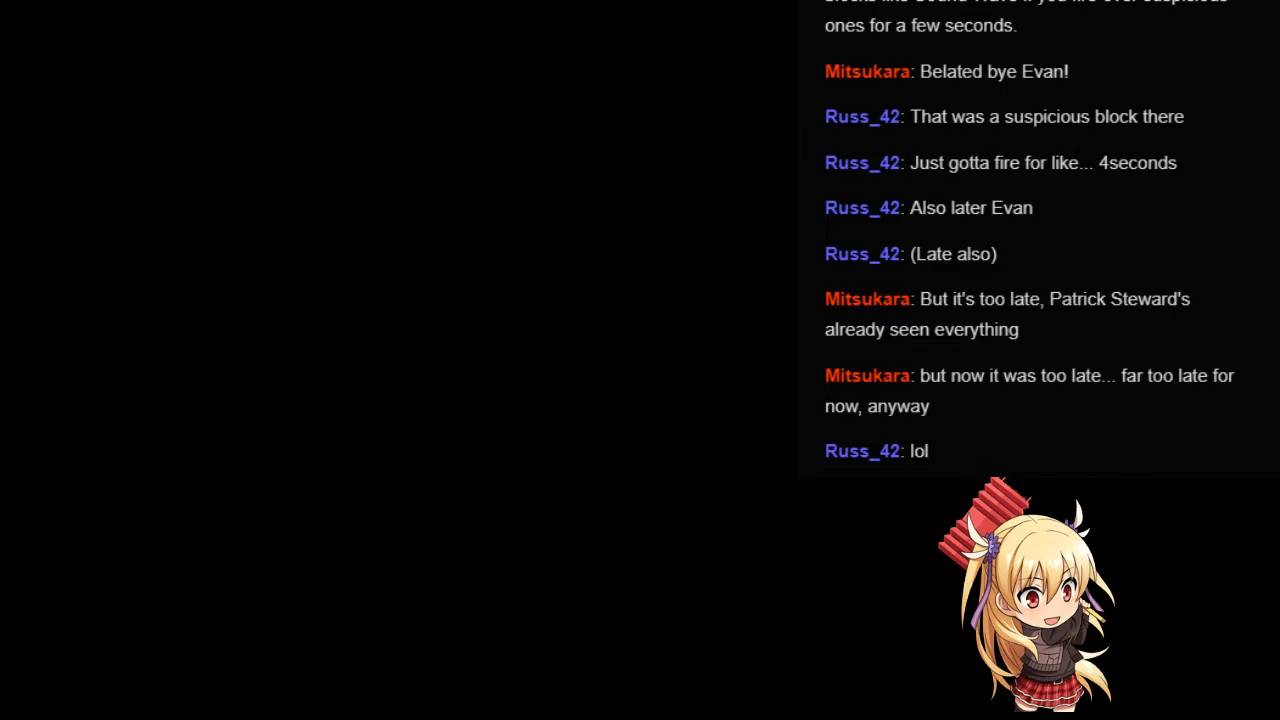 ones for a few seconds.
Mitsukara: Belated bye Evan!
Russ_42: That was a suspicious block there
Russ_42: Just gotta fire for like... 4seconds
Russ_42: Also later Evan
Russ_42: (Late also)
Mitsukara: But it's too late, Patrick Steward's
already seen everything
Mitsukara: but now it was too late... far too late for
now, anyway
Russ_42: lol